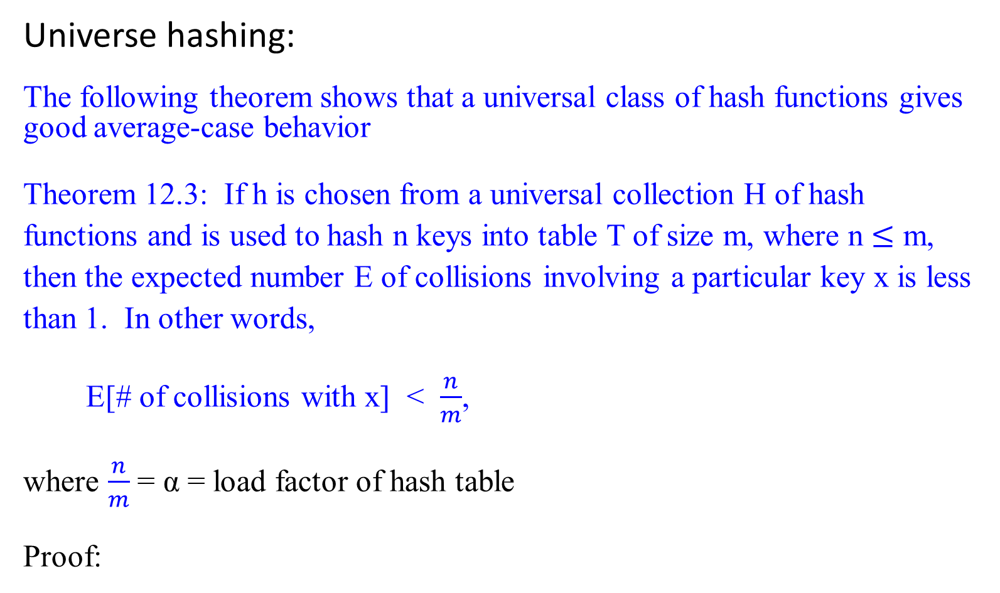 Universe hashing:
The following theorem shows that a universal class of hash functions gives
good average-case behavior
Theorem 12.3: If h is chosen from a universal collection H of hash
functions and is used to hash n keys into table T of size m, where n ≤ m,
then the expected number E of collisions involving a particular key x is less
than 1. In other words,
E[# of collisions with x] < n/m,
where n/m = α = load factor of hash table
Proof: